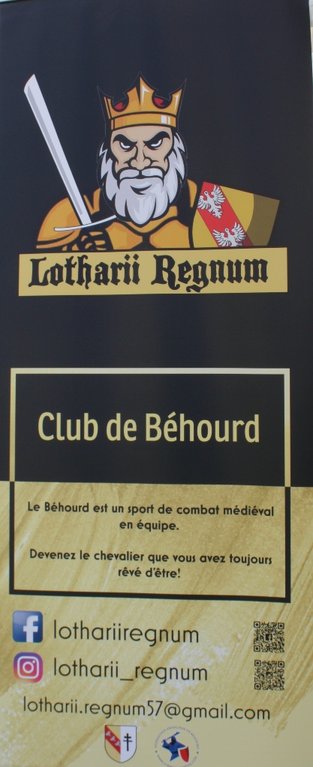 Lotharii Regnum
Club de Béhourd
Le Béhourd est un sport de combat médiéval
en équipe.
Devenez le chevalier que vous avez toujours
rêvé d'être!
lothariiregnum
lotharii_regnum
lotharii.regnum57@gmail.com